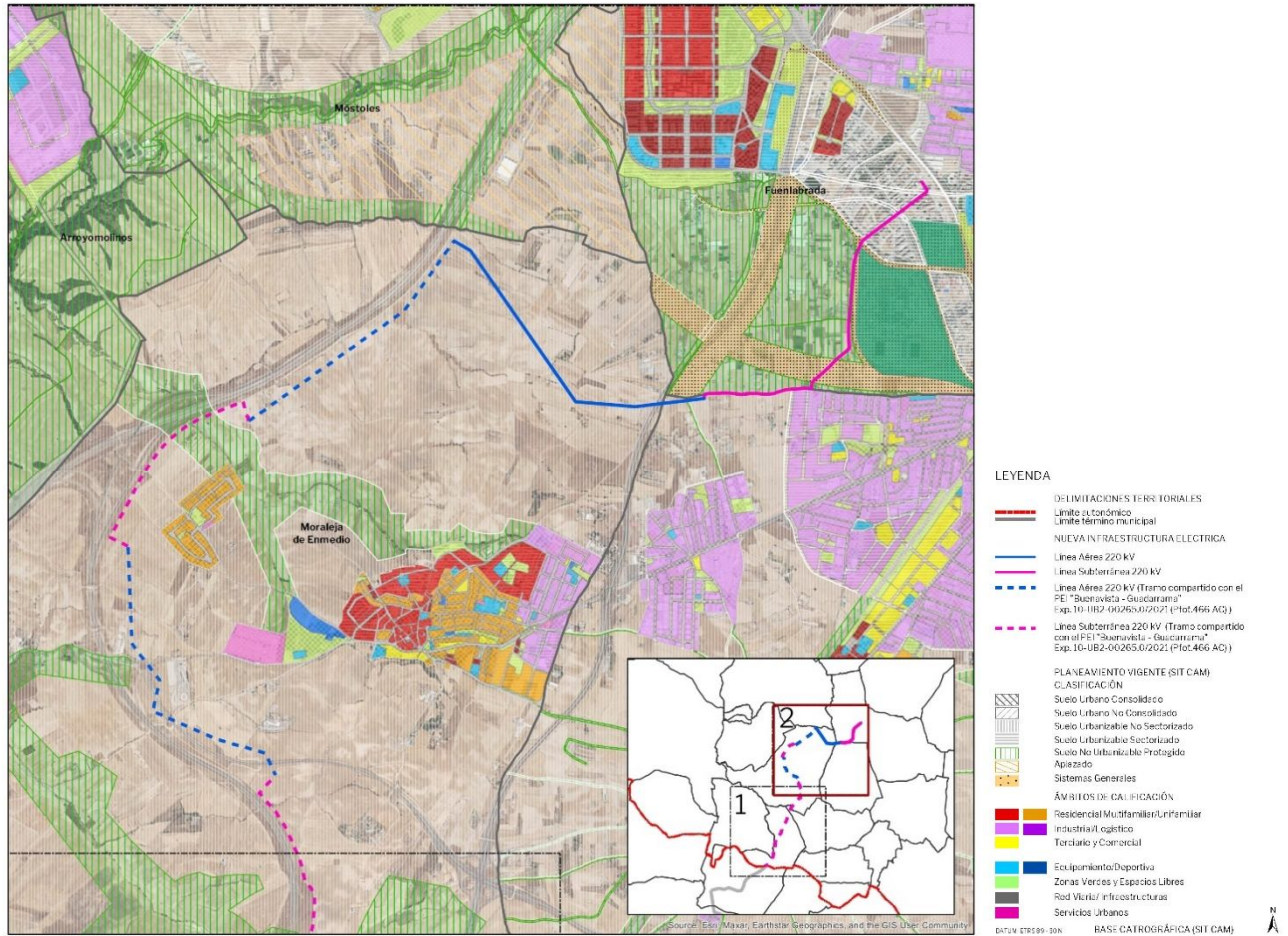 Móstoles
Fuenlabrada
Arroyomolinos
Moraleja
de Enmedio
2
1
Source: Esri, Maxar, Earthstar Geographics, and the GIS User Community
LEYENDA
DELIMITACIONES TERRITORIALES
Límite autonómico
Límite término municipal
NUEVA INFRAESTRUCTURA ELECTRICA
Línea Aérea 220 kV
Línea Subterránea 220 kV
Línea Aérea 220 kV (Tramo compartido con el
PEI "Buenavista - Guadarrama"
Exp. 10-UB2-00265.0/2021 (Pfot.466 AC) )
Línea Subterránea 220 kV (Tramo compartido
con el PEI "Buenavista - Guadarrama"
Exp. 10-UB2-00265.0/2021 (Pfot.466 AC) )
PLANEAMIENTO VIGENTE (SIT CAM)
CLASIFICACIÓN
Suelo Urbano Consolidado
Suelo Urbano No Consolidado
Suelo Urbanizable No Sectorizado
Suelo Urbanizable Sectorizado
Suelo No Urbanizable Protegido
Aplazado
Sistemas Generales
ÁMBITOS DE CALIFICACIÓN
Residencial Multifamiliar/Unifamiliar
Industrial/Logístico
Terciario y Comercial
Equipamiento/Deportiva
Zonas Verdes y Espacios Libres
Red Viaria/ Infraestructuras
Servicios Urbanos
DATUM ETRS89-30N
BASE CATROGRÁFICA (SIT CAM)
N